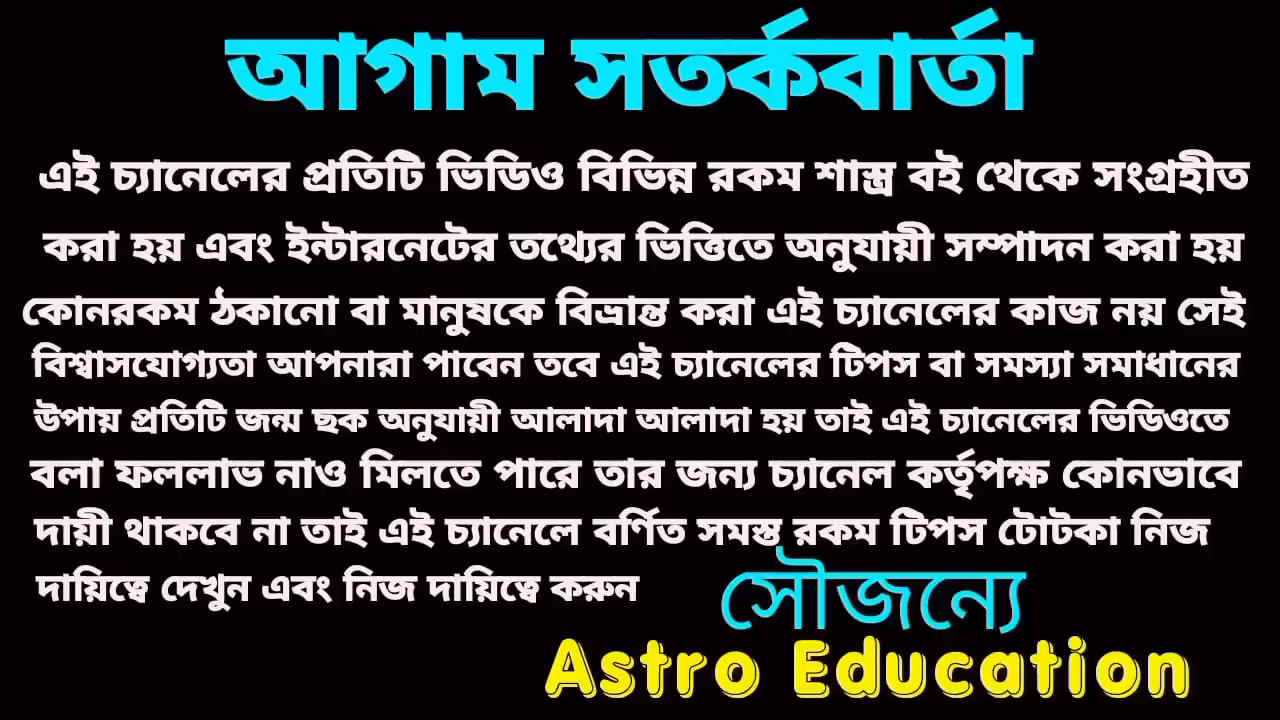 আগাম সতর্কবার্তা
এই চ্যানেলের প্রতিটি ভিডিও বিভিন্ন রকম শাস্ত্র বই থেকে সংগ্রহীত
করা হয় এবং ইন্টারনেটের তথ্যের ভিত্তিতে অনুযায়ী সম্পাদন করা হয়
কোনরকম ঠকানো বা মানুষকে বিভ্রান্ত করা এই চ্যানেলের কাজ নয় সেই
বিশ্বাসযোগ্যতা আপনারা পাবেন তবে এই চ্যানেলের টিপস বা সমস্যা সমাধানের
উপায় প্রতিটি জন্ম ছক অনুযায়ী আলাদা আলাদা হয় তাই এই চ্যানেলের ভিডিওতে
বলা ফললাভ নাও মিলতে পারে তার জন্য চ্যানেল কর্তৃপক্ষ কোনভাবে
দায়ী থাকবে না তাই এই চ্যানেলে বর্ণিত সমস্ত রকম টিপস টোটকা নিজ
দায়িত্বে দেখুন এবং নিজ দায়িত্বে করুন
সৌজন্যে
Astro Education